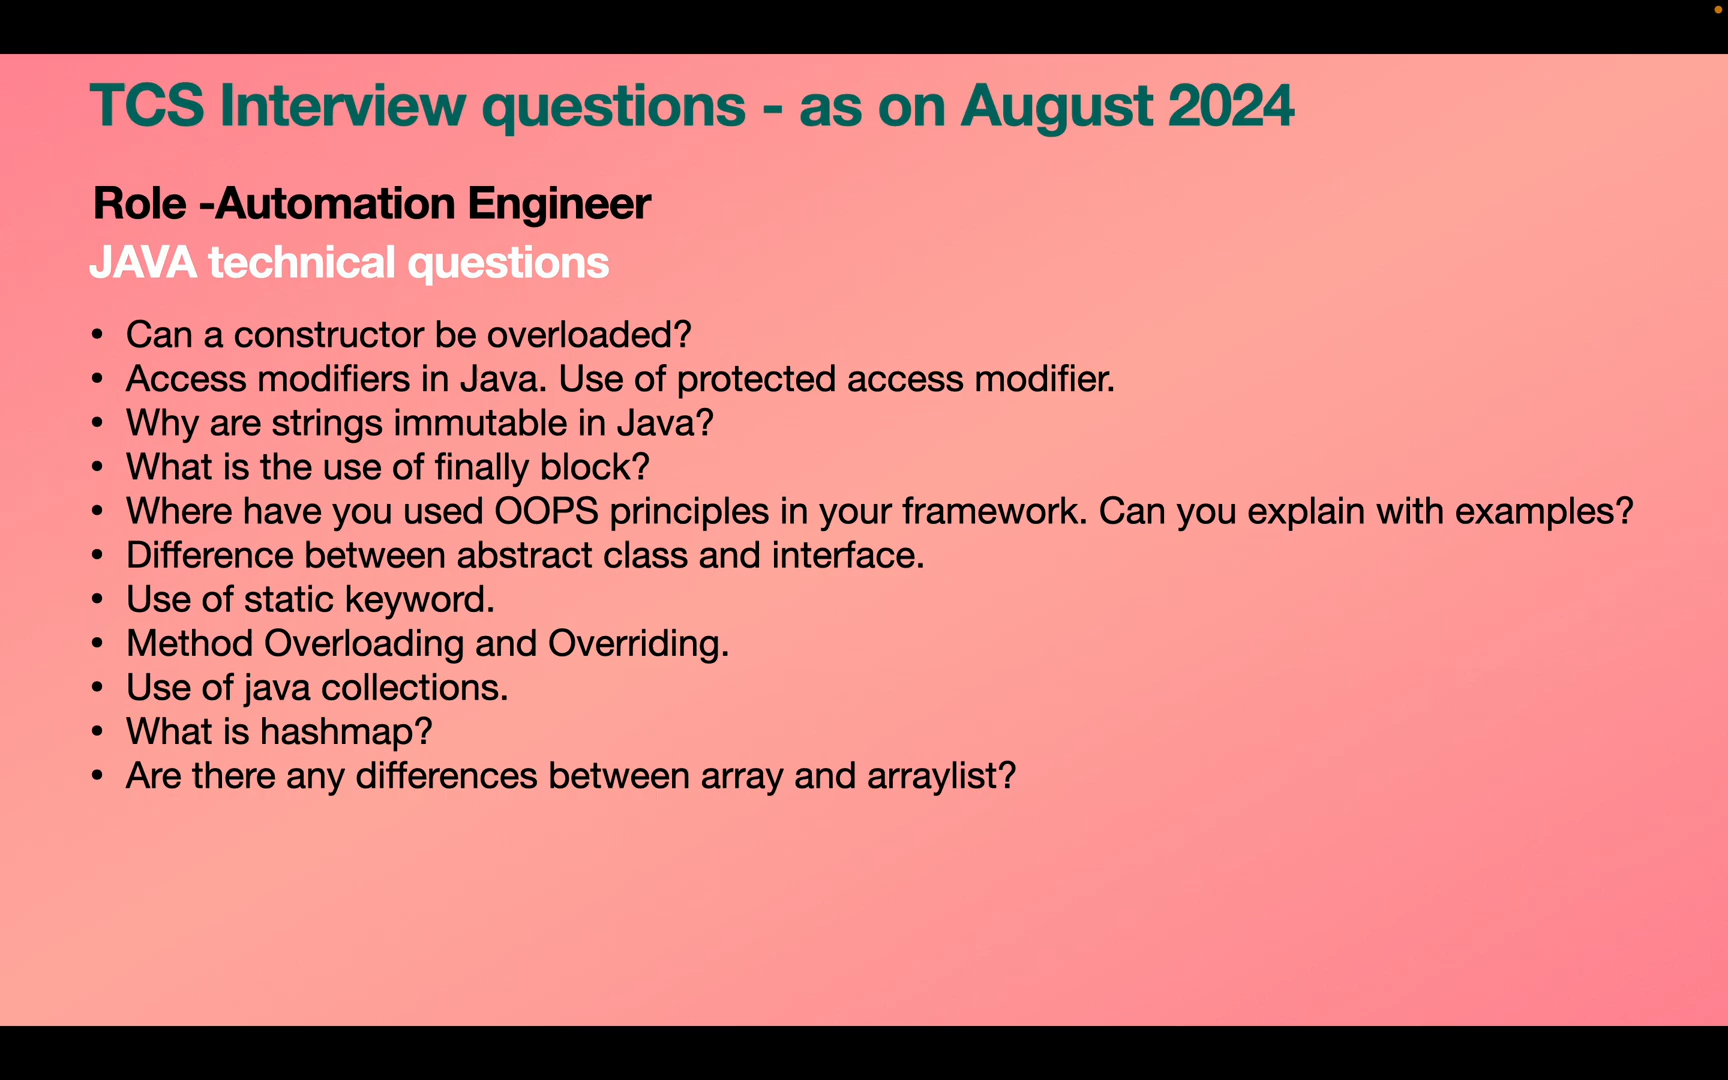 TCS Interview questions - as on August 2024
Role -Automation Engineer
JAVA technical questions
• Can a constructor be overloaded?
• Access modifiers in Java. Use of protected access modifier.
• Why are strings immutable in Java?
• What is the use of finally block?
• Where have you used OOPS principles in your framework. Can you explain with examples?
• Difference between abstract class and interface.
• Use of static keyword.
• Method Overloading and Overriding.
• Use of java collections.
• What is hashmap?
• Are there any differences between array and arraylist?